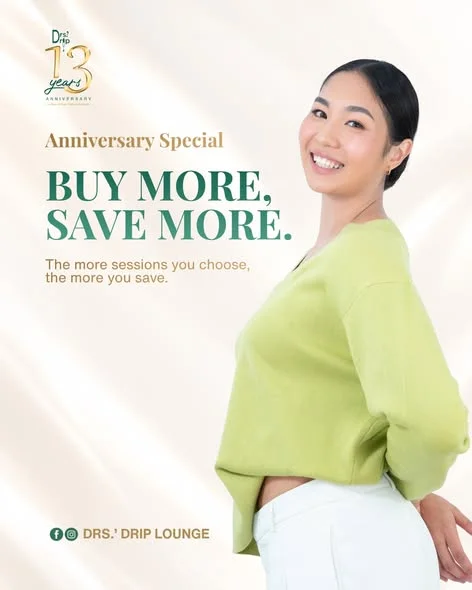 Drs.'
Drip
13
years
ANNIVERSARY
Anniversary Special
BUY MORE,
SAVE MORE.
The more sessions you choose,
the more you save.
DRS.' DRIP LOUNGE